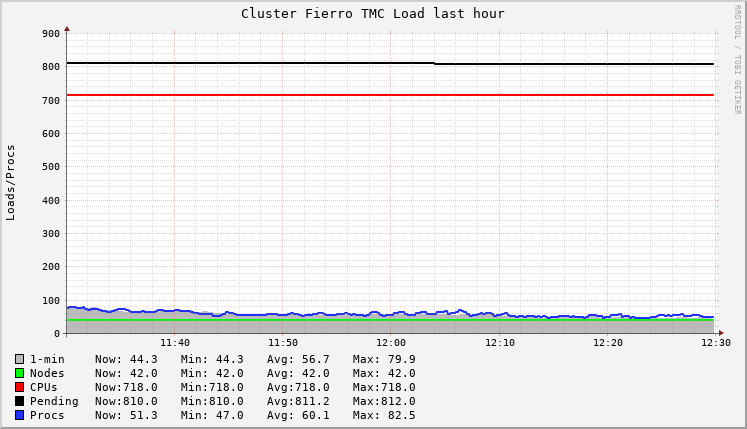 Cluster Fierro TMC Load last hour
RRDTOOL / TOBI OETIKER
Loads/Procs
900
800
700
600
500
400
300
200
100
0
11:40 11:50 12:00 12:10 12:20 12:30
1-min Now: 44.3 Min: 44.3 Avg: 56.7 Max: 79.9
Nodes Now: 42.0 Min: 42.0 Avg: 42.0 Max: 42.0
CPUs Now:718.0 Min:718.0 Avg:718.0 Max:718.0
Pending Now:810.0 Min:810.0 Avg:811.2 Max:812.0
Procs Now: 51.3 Min: 47.0 Avg: 60.1 Max: 82.5